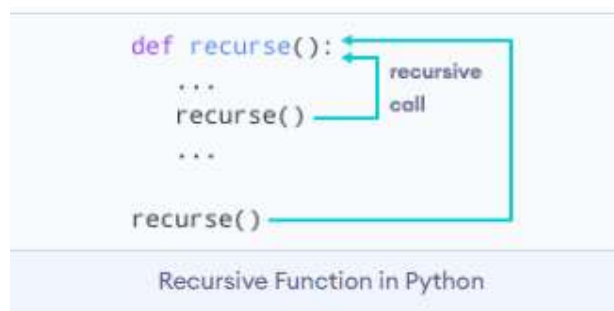 def recurse():
...
recursive
call
recurse()
...
recurse()
Recursive Function in Python